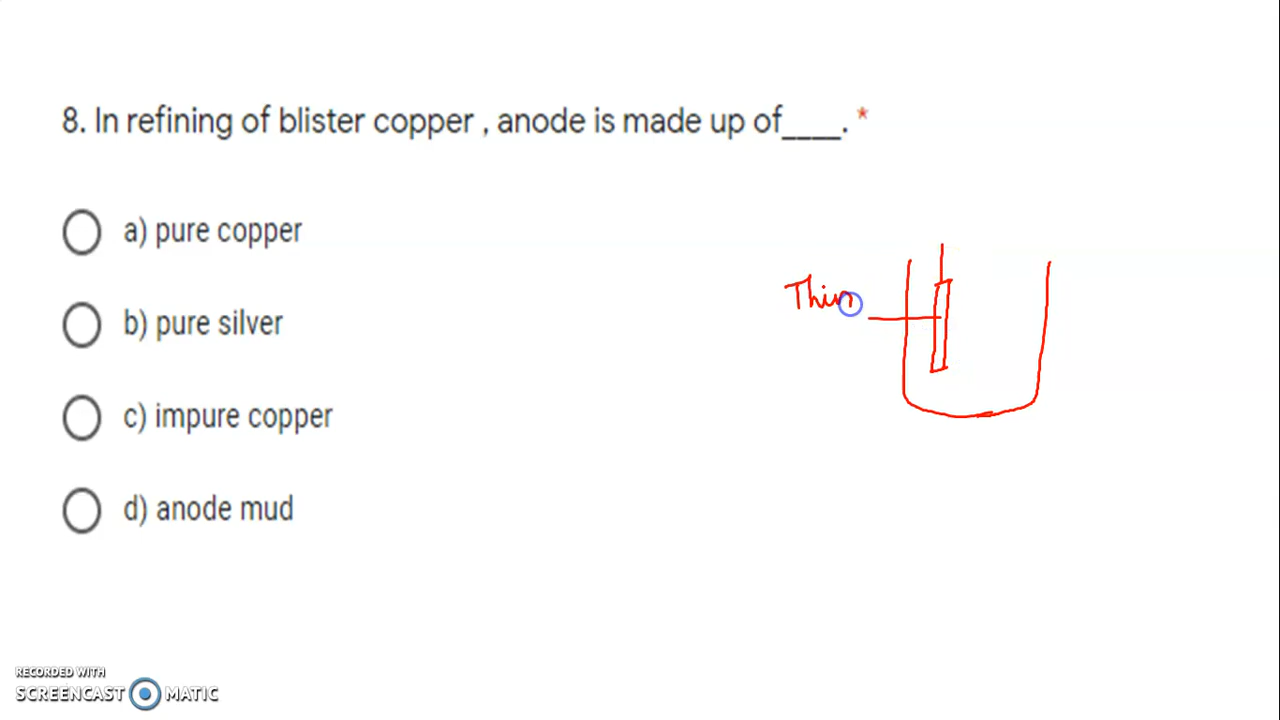 8. In refining of blister copper , anode is made up of____. *
a) pure copper
b) pure silver
Thin
c) impure copper
d) anode mud
RECORDED WITH
SCREENCAST MATIC